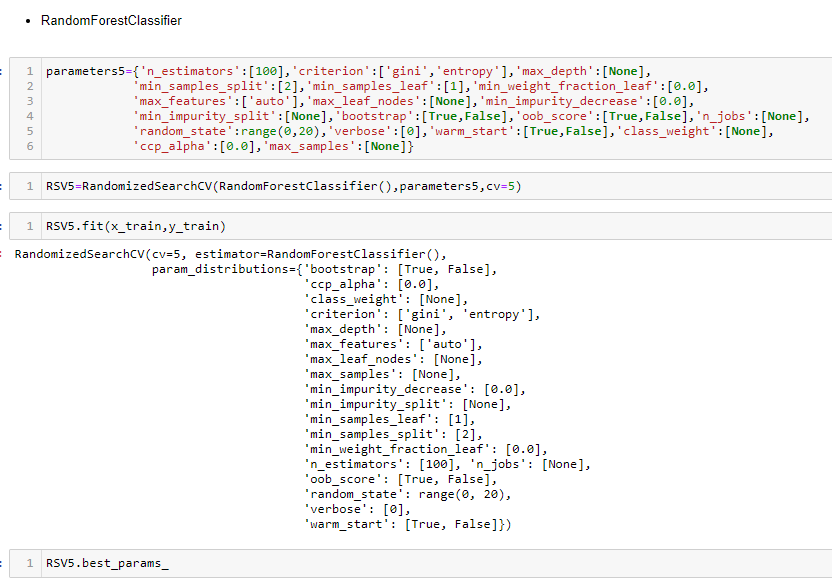 • RandomForestClassifier
1 parameters5={'n_estimators':[100],'criterion':['gini','entropy'],'max_depth':[None],
2 'min_samples_split':[2],'min_samples_leaf':[1],'min_weight_fraction_leaf':[0.0],
3 'max_features':['auto'],'max_leaf_nodes':[None],'min_impurity_decrease':[0.0],
4 'min_impurity_split':[None],'bootstrap':[True,False],'oob_score':[True,False],'n_jobs':[None],
5 'random_state':range(0,20),'verbose':[0],'warm_start':[True,False],'class_weight':[None],
6 'ccp_alpha':[0.0],'max_samples':[None]}
1 RSV5=RandomizedSearchCV(RandomForestClassifier(),parameters5,cv=5)
1 RSV5.fit(x_train,y_train)
RandomizedSearchCV(cv=5, estimator=RandomForestClassifier(),
param_distributions={'bootstrap': [True, False],
'ccp_alpha': [0.0],
'class_weight': [None],
'criterion': ['gini', 'entropy'],
'max_depth': [None],
'max_features': ['auto'],
'max_leaf_nodes': [None],
'max_samples': [None],
'min_impurity_decrease': [0.0],
'min_impurity_split': [None],
'min_samples_leaf': [1],
'min_samples_split': [2],
'min_weight_fraction_leaf': [0.0],
'n_estimators': [100], 'n_jobs': [None],
'oob_score': [True, False],
'random_state': range(0, 20),
'verbose': [0],
'warm_start': [True, False]})
1 RSV5.best_params_